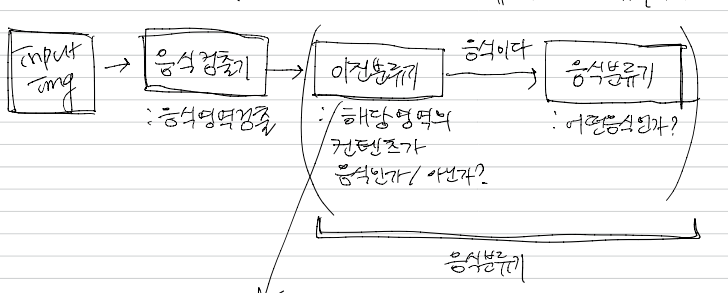 input
img
→ 음식검출기 →
: 음식영역검출
이진분류기
: 해당영역의
컨텐츠가
음식인가/아닌가?
음식이다
음식분류기
: 어떤음식인가?
음식분류기